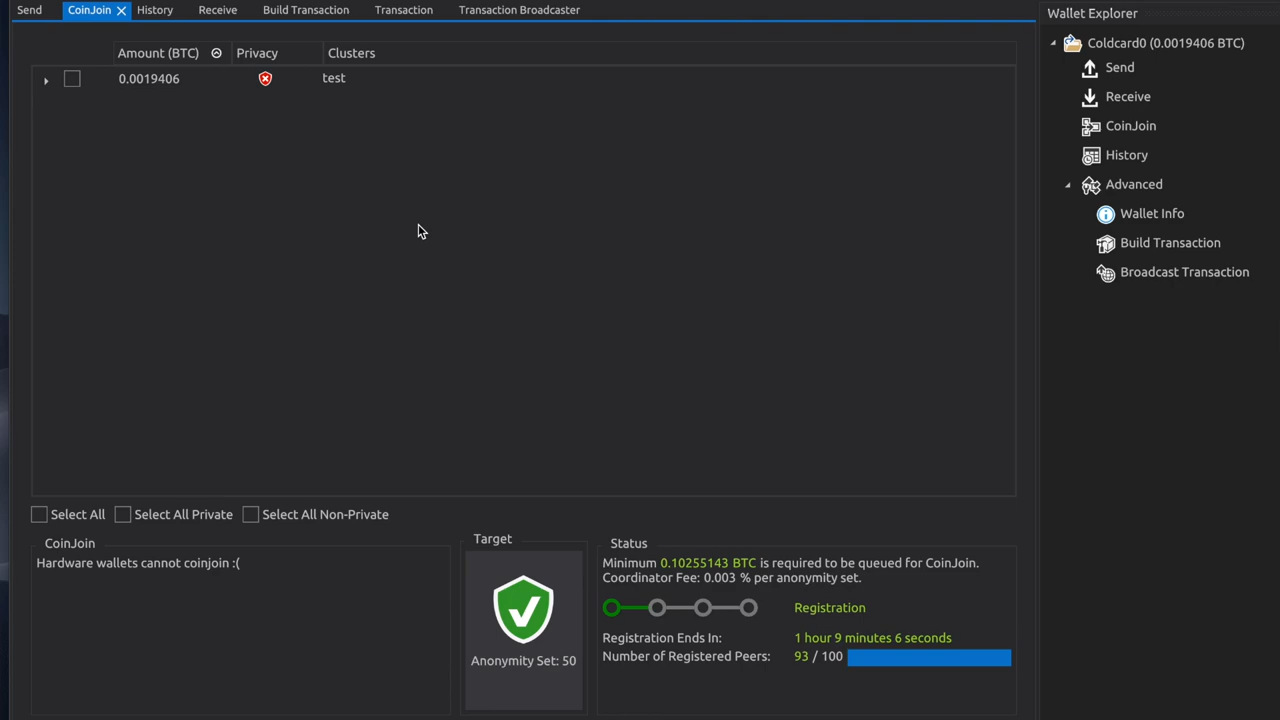 Send CoinJoin History Receive Build Transaction Transaction Transaction Broadcaster
Amount (BTC) Privacy Clusters
0.0019406 test
Select All Select All Private Select All Non-Private
CoinJoin
Hardware wallets cannot coinjoin :(
Target
Anonymity Set: 50
Status
Minimum 0.10255143 BTC is required to be queued for CoinJoin.
Coordinator Fee: 0.003 % per anonymity set.
Registration
Registration Ends In: 1 hour 9 minutes 6 seconds
Number of Registered Peers: 93 / 100
Wallet Explorer
Coldcard0 (0.0019406 BTC)
Send
Receive
CoinJoin
History
Advanced
Wallet Info
Build Transaction
Broadcast Transaction